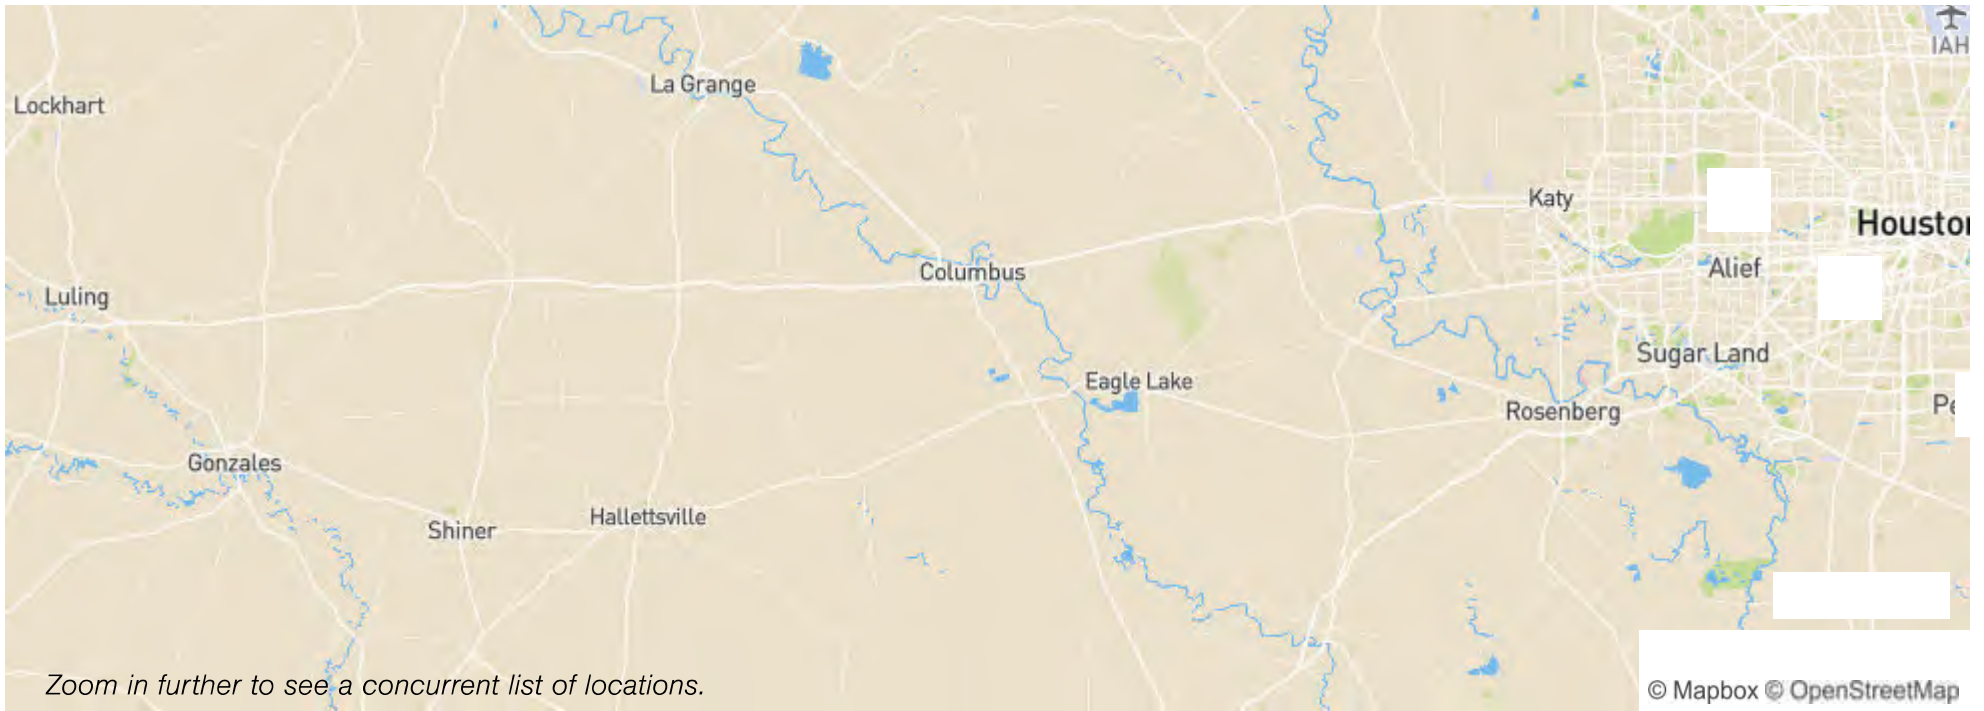 IAH
La Grange
Lockhart
Katy
Houston
Alief
Columbus
Luling
Sugar Land
Eagle Lake
Rosenberg
Gonzales
Shiner
Hallettsville
Zoom in further to see a concurrent list of locations.
© Mapbox © OpenStreetMap